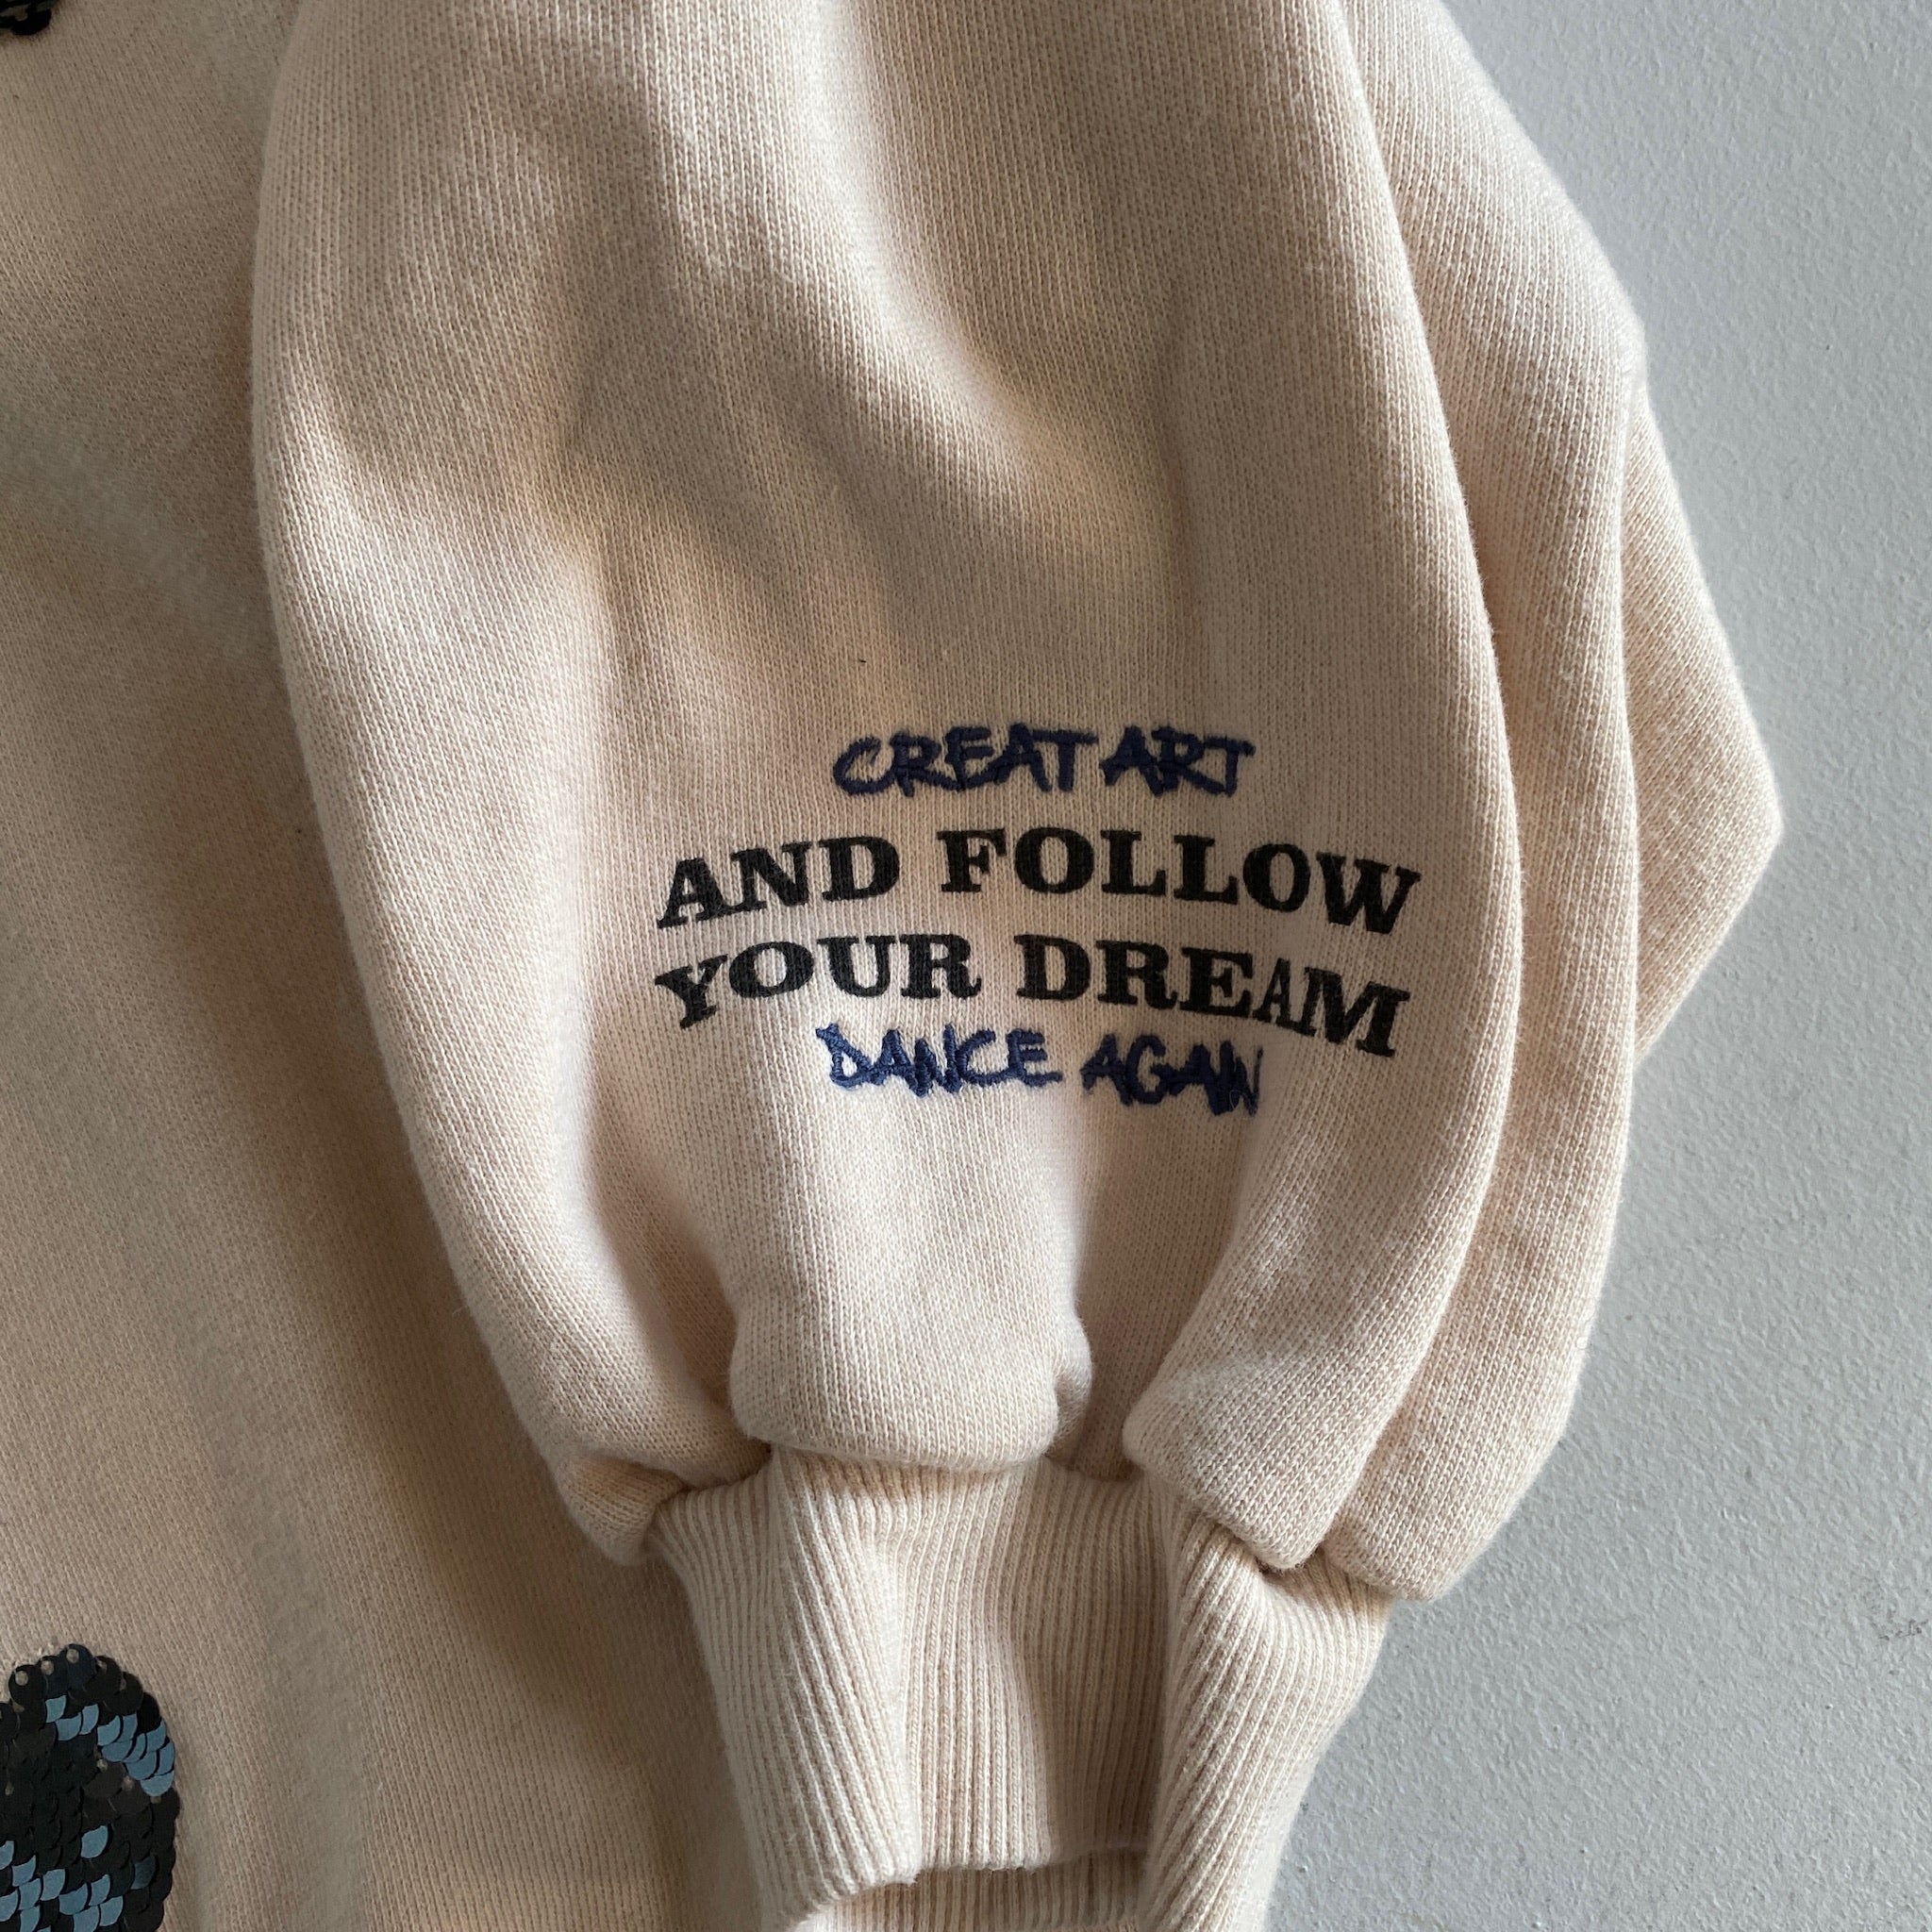 CREAT ART
AND FOLLOW
YOUR DREAM
DANCE AGAIN